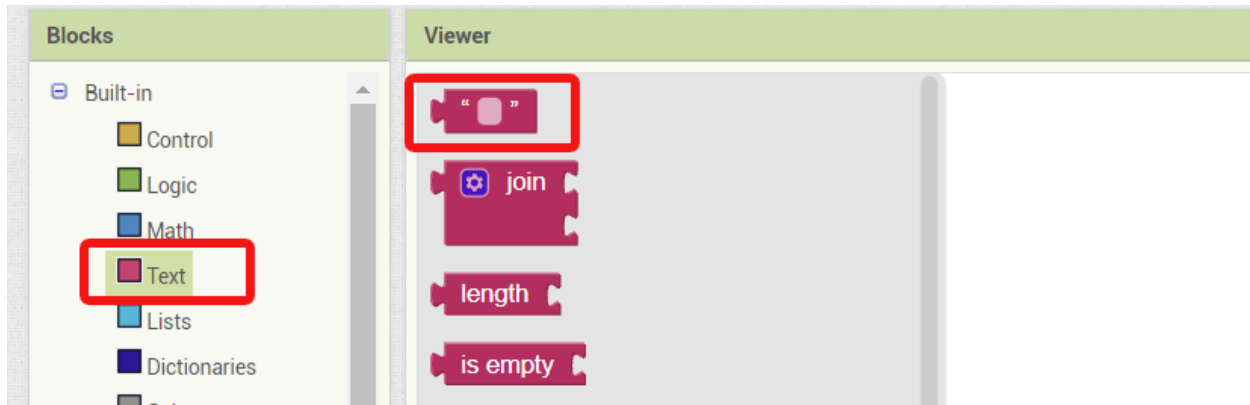 Blocks
Viewer
Built-in
Control
Logic
Math
Text
Lists
Dictionaries
“ ”
join
length
is empty